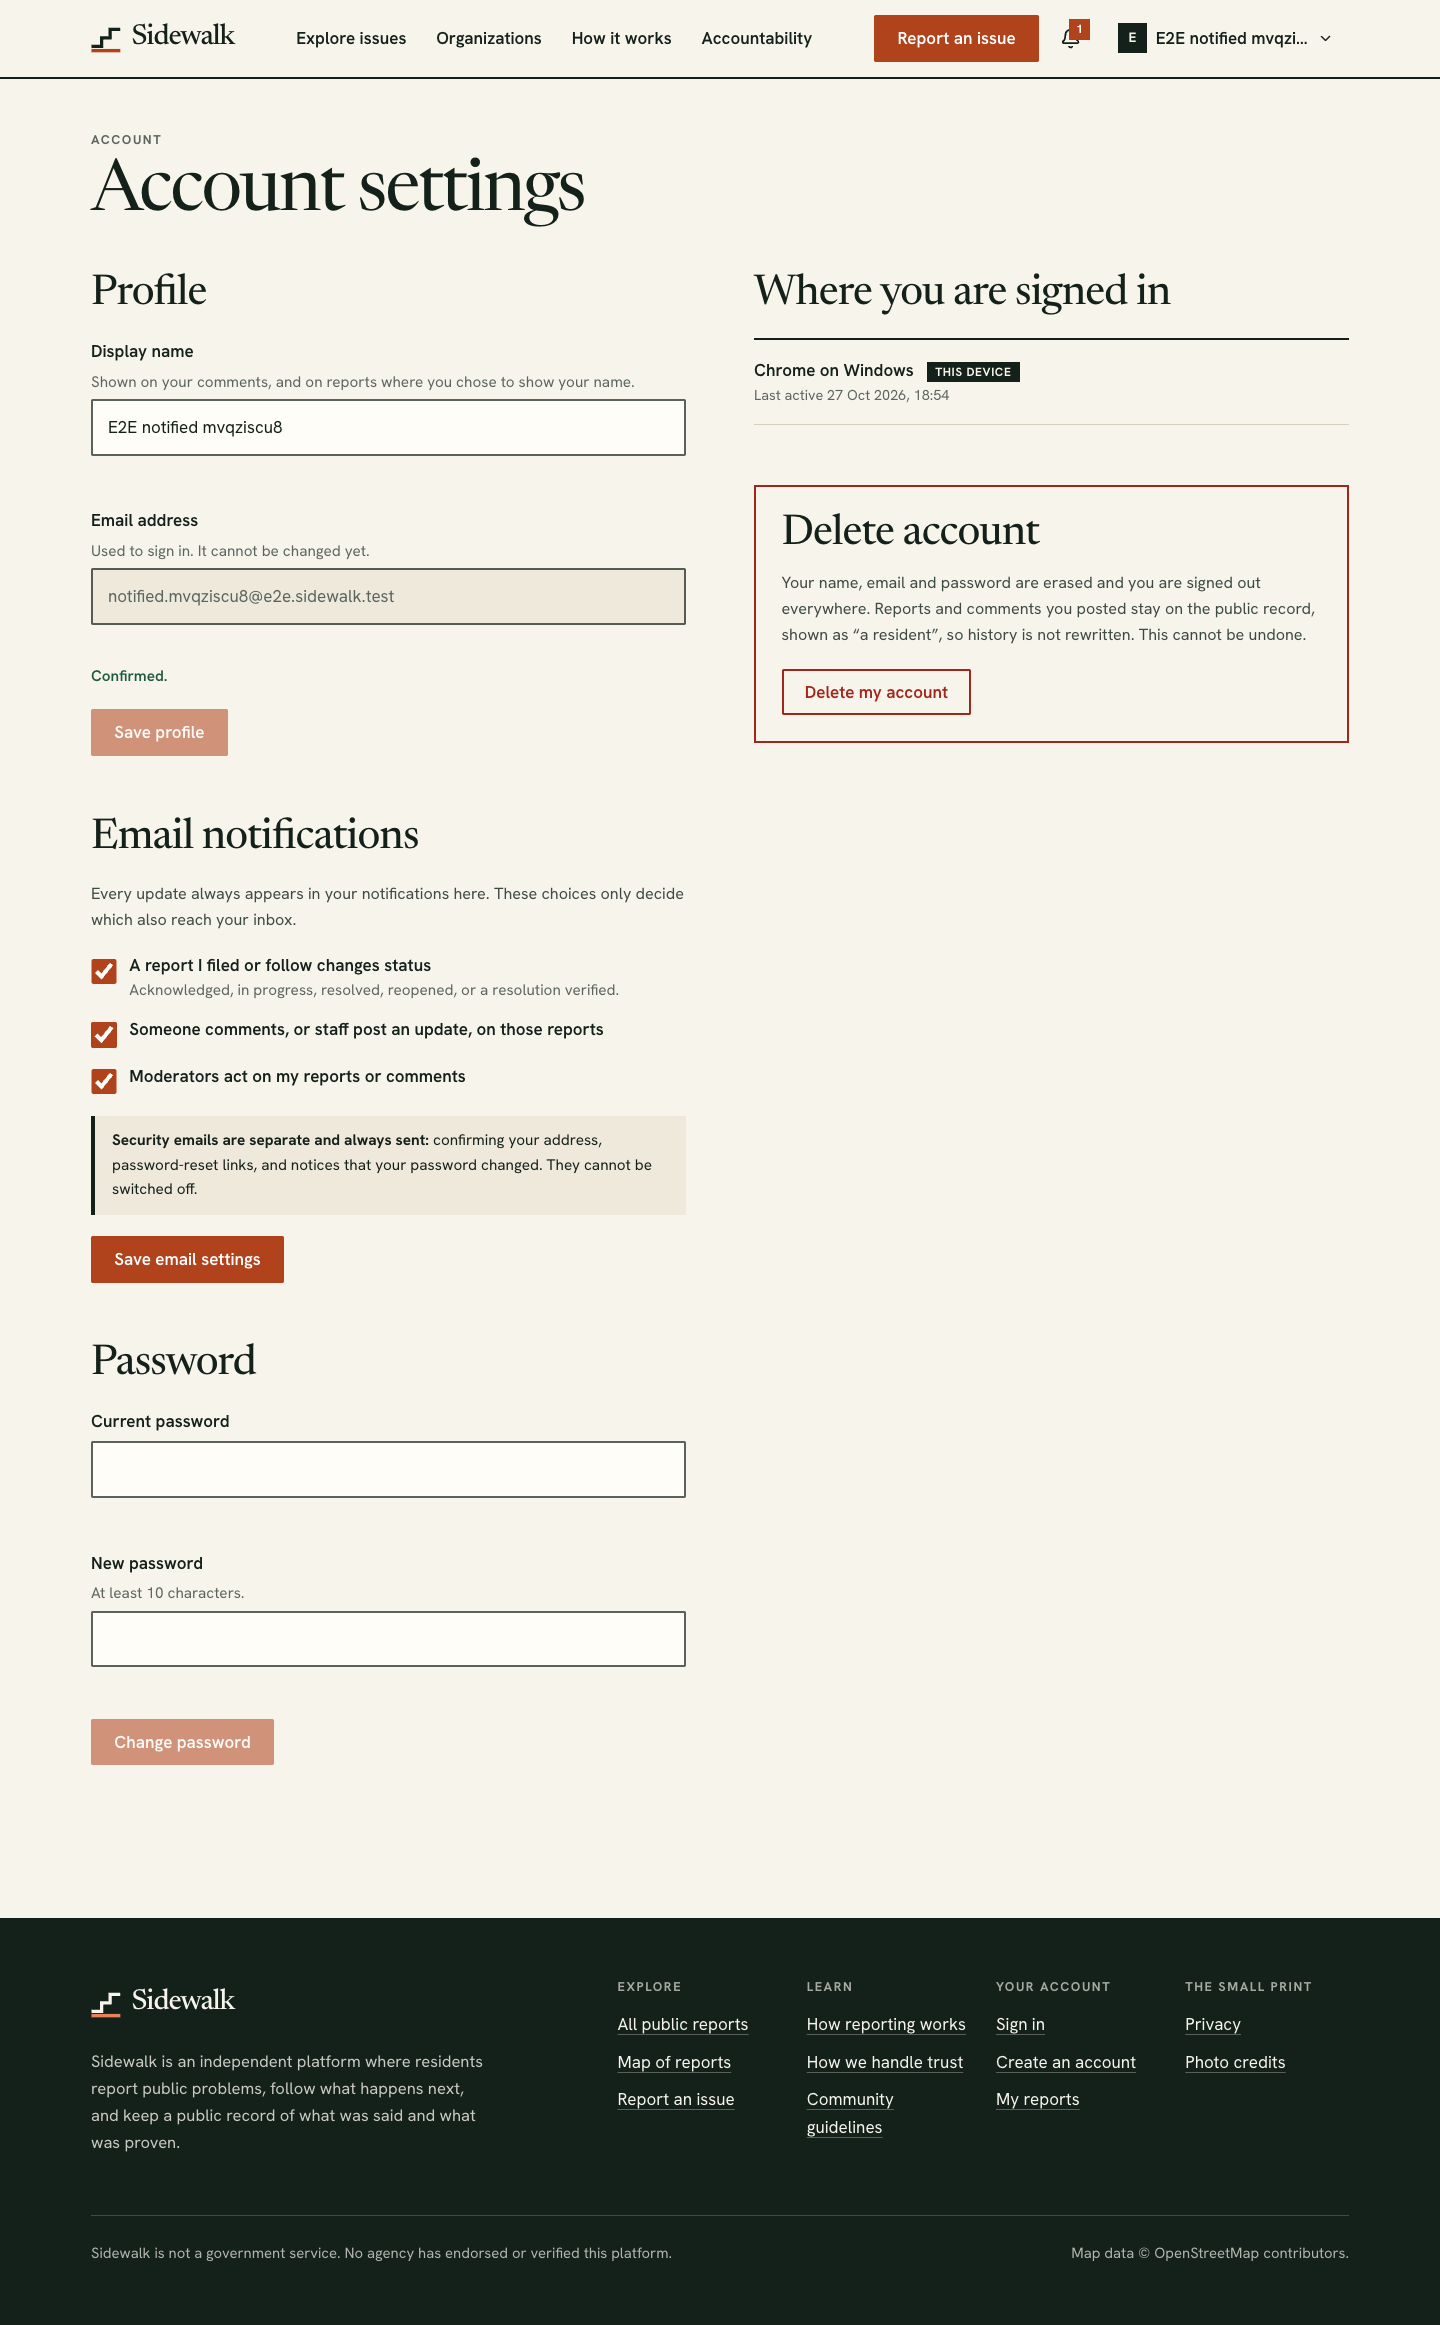 Sidewalk
Explore issues
Organizations
How it works
Accountability
Report an issue
1
E
E2E notified mvqzi...
ACCOUNT
Account settings
Profile
Display name
Shown on your comments, and on reports where you chose to show your name.
E2E notified mvqziscu8
Email address
Used to sign in. It cannot be changed yet.
notified.mvqziscu8@e2e.sidewalk.test
Confirmed.
Save profile
Email notifications
Every update always appears in your notifications here. These choices only decide
which also reach your inbox.
A report I filed or follow changes status
Acknowledged, in progress, resolved, reopened, or a resolution verified.
Someone comments, or staff post an update, on those reports
Moderators act on my reports or comments
Security emails are separate and always sent: confirming your address,
password-reset links, and notices that your password changed. They cannot be
switched off.
Save email settings
Password
Current password
New password
At least 10 characters.
Change password
Where you are signed in
Chrome on Windows THIS DEVICE
Last active 27 Oct 2026, 18:54
Delete account
Your name, email and password are erased and you are signed out
everywhere. Reports and comments you posted stay on the public record,
shown as “a resident”, so history is not rewritten. This cannot be undone.
Delete my account
Sidewalk
Sidewalk is an independent platform where residents
report public problems, follow what happens next,
and keep a public record of what was said and what
was proven.
EXPLORE
All public reports
Map of reports
Report an issue
LEARN
How reporting works
How we handle trust
Community
guidelines
YOUR ACCOUNT
Sign in
Create an account
My reports
THE SMALL PRINT
Privacy
Photo credits
Sidewalk is not a government service. No agency has endorsed or verified this platform.
Map data © OpenStreetMap contributors.